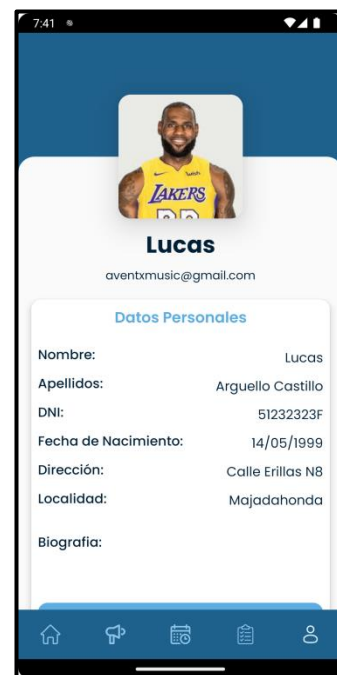 7:41
LAKERS
Lucas
aventxmusic@gmail.com
Datos Personales
Nombre: Lucas
Apellidos: Arguello Castillo
DNI: 51232323F
Fecha de Nacimiento: 14/05/1999
Dirección: Calle Erillas N8
Localidad: Majadahonda
Biografia: